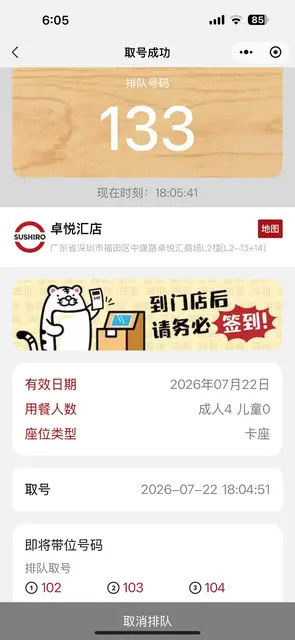 6:05
85
取号成功
排队号码
133
现在时刻：18:05:41
SUSHIRO
卓悦汇店
地图
广东省深圳市福田区中康路卓悦汇商场L2楼[L2-13+14]
到门店后
请务必
签到!
有效日期
2026年07月22日
用餐人数
成人4 儿童0
座位类型
卡座
取号
2026-07-22 18:04:51
即将带位号码
排队取号
1 102
2 103
3 104
取消排队